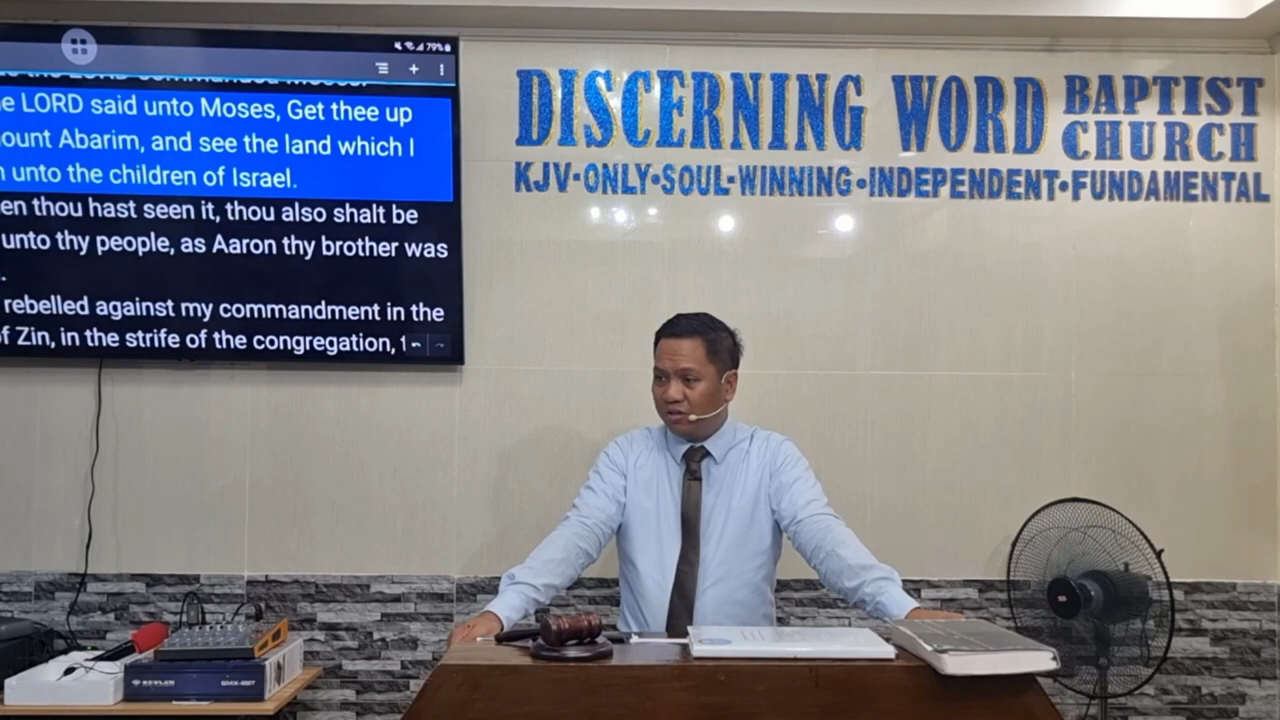 79%
e LORD said unto Moses, Get thee up
ount Abarim, and see the land which I
unto the children of Israel.
en thou hast seen it, thou also shalt be
unto thy people, as Aaron thy brother was
.
rebelled against my commandment in the
f Zin, in the strife of the congregation,
DISCERNING WORD BAPTIST CHURCH
KJV-ONLY•SOUL-WINNING•INDEPENDENT•FUNDAMENTAL
KEVLER